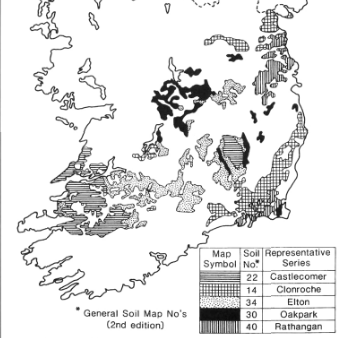 Map Symbol Soil No.* Representative Series
22 Castlecomer
14 Clonroche
34 Elton
30 Oakpark
40 Rathangan
* General Soil Map No's
(2nd edition)